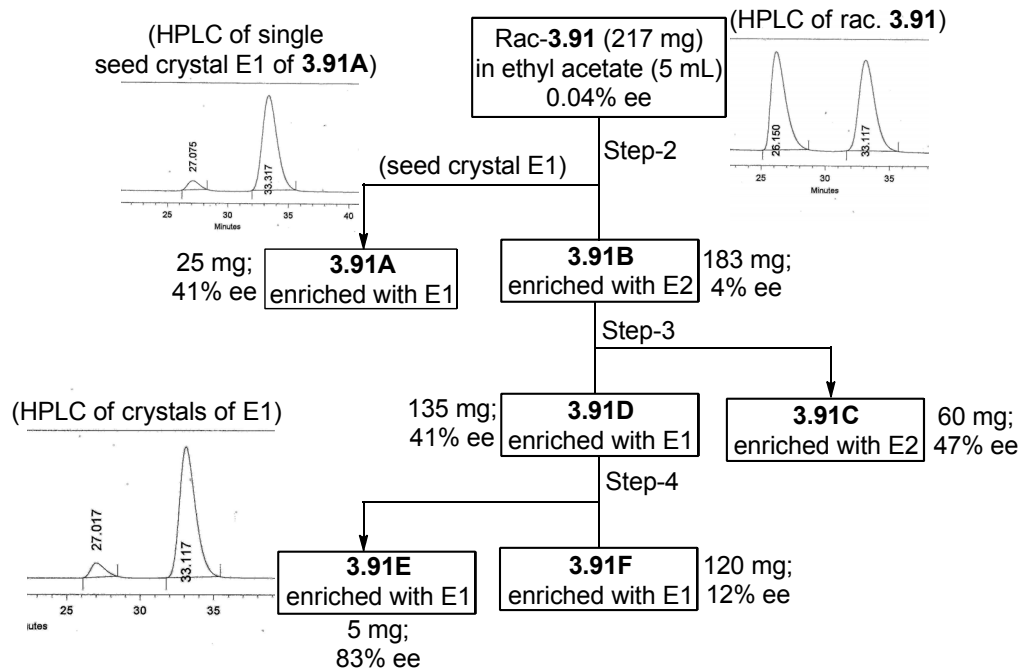 (HPLC of single
seed crystal E1 of 3.91A)
27.075
33.317
25 30 35 40
Minutes
Rac-3.91 (217 mg)
in ethyl acetate (5 mL)
0.04% ee
(HPLC of rac. 3.91)
26.150
33.117
25 30 35
Minutes
Step-2
(seed crystal E1)
25 mg;
41% ee
3.91A
enriched with E1
3.91B
enriched with E2
183 mg;
4% ee
Step-3
(HPLC of crystals of E1)
27.017
33.117
25 30 35
utes
135 mg;
41% ee
3.91D
enriched with E1
3.91C
enriched with E2
60 mg;
47% ee
Step-4
3.91E
enriched with E1
5 mg;
83% ee
3.91F
enriched with E1
120 mg;
12% ee